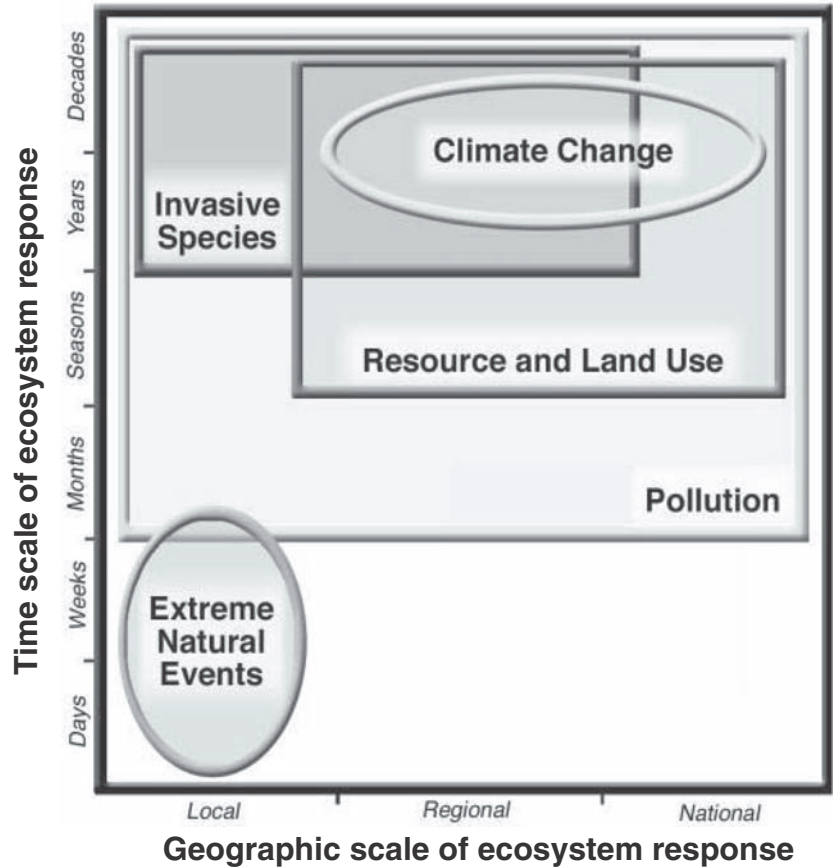 Time scale of ecosystem response
Decades
Years
Seasons
Months
Weeks
Days
Climate Change
Invasive
Species
Resource and Land Use
Pollution
Extreme
Natural
Events
Local
Regional
National
Geographic scale of ecosystem response